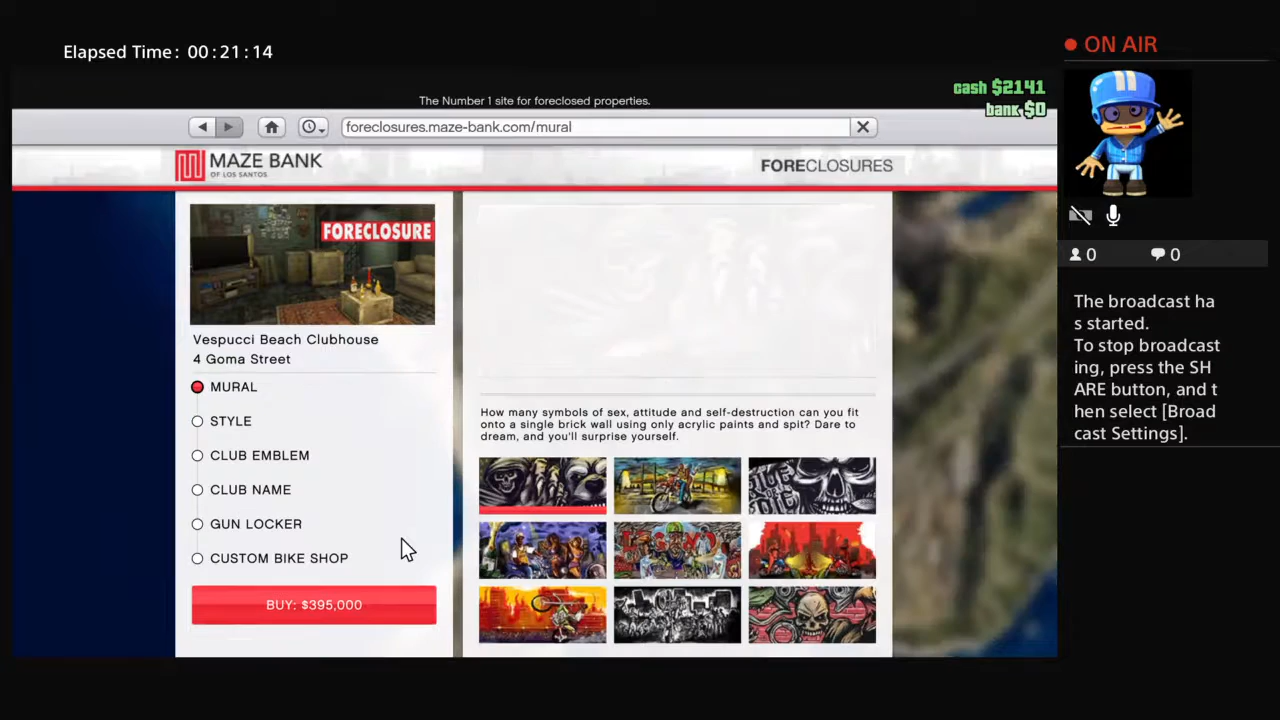 Elapsed Time: 00:21:14
ON AIR
cash $2141
bank $0
The Number 1 site for foreclosed properties.
foreclosures.maze-bank.com/mural
MAZE BANK
OF LOS SANTOS
FORECLOSURES
FORECLOSURE
Vespucci Beach Clubhouse
4 Goma Street
MURAL
STYLE
CLUB EMBLEM
CLUB NAME
GUN LOCKER
CUSTOM BIKE SHOP
BUY: $395,000
How many symbols of sex, attitude and self-destruction can you fit
onto a single brick wall using only acrylic paints and spit? Dare to
dream, and you'll surprise yourself.
0
0
The broadcast ha
s started.
To stop broadcast
ing, press the SH
ARE button, and t
hen select [Broad
cast Settings].